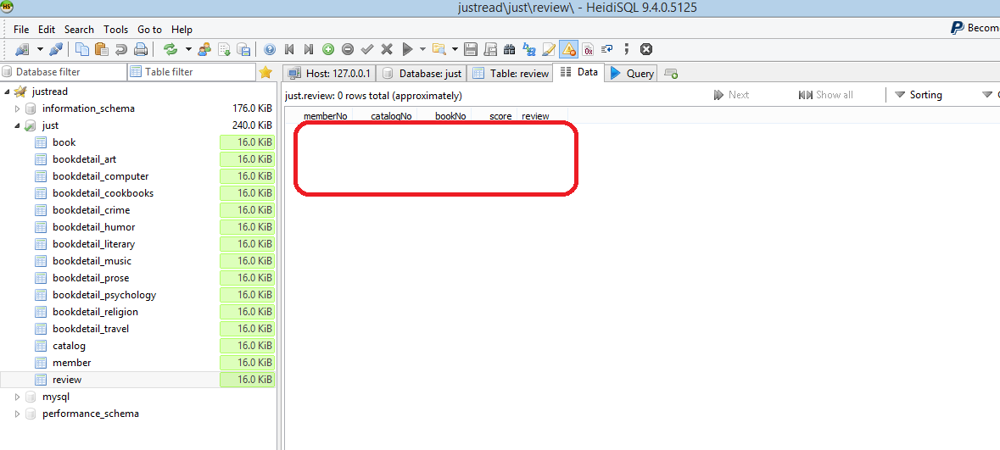 justread\just\review\ - HeidiSQL 9.4.0.5125
File Edit Search Tools Go to Help
Becom
Database filter
Table filter
Host: 127.0.0.1
Database: just
Table: review
Data
Query
justread
information_schema 176.0 KiB
just 240.0 KiB
book 16.0 KiB
bookdetail_art 16.0 KiB
bookdetail_computer 16.0 KiB
bookdetail_cookbooks 16.0 KiB
bookdetail_crime 16.0 KiB
bookdetail_humor 16.0 KiB
bookdetail_literary 16.0 KiB
bookdetail_music 16.0 KiB
bookdetail_prose 16.0 KiB
bookdetail_psychology 16.0 KiB
bookdetail_religion 16.0 KiB
bookdetail_travel 16.0 KiB
catalog 16.0 KiB
member 16.0 KiB
review 16.0 KiB
mysql
performance_schema
just.review: 0 rows total (approximately)
Next
Show all
Sorting
memberNo catalogNo bookNo score review